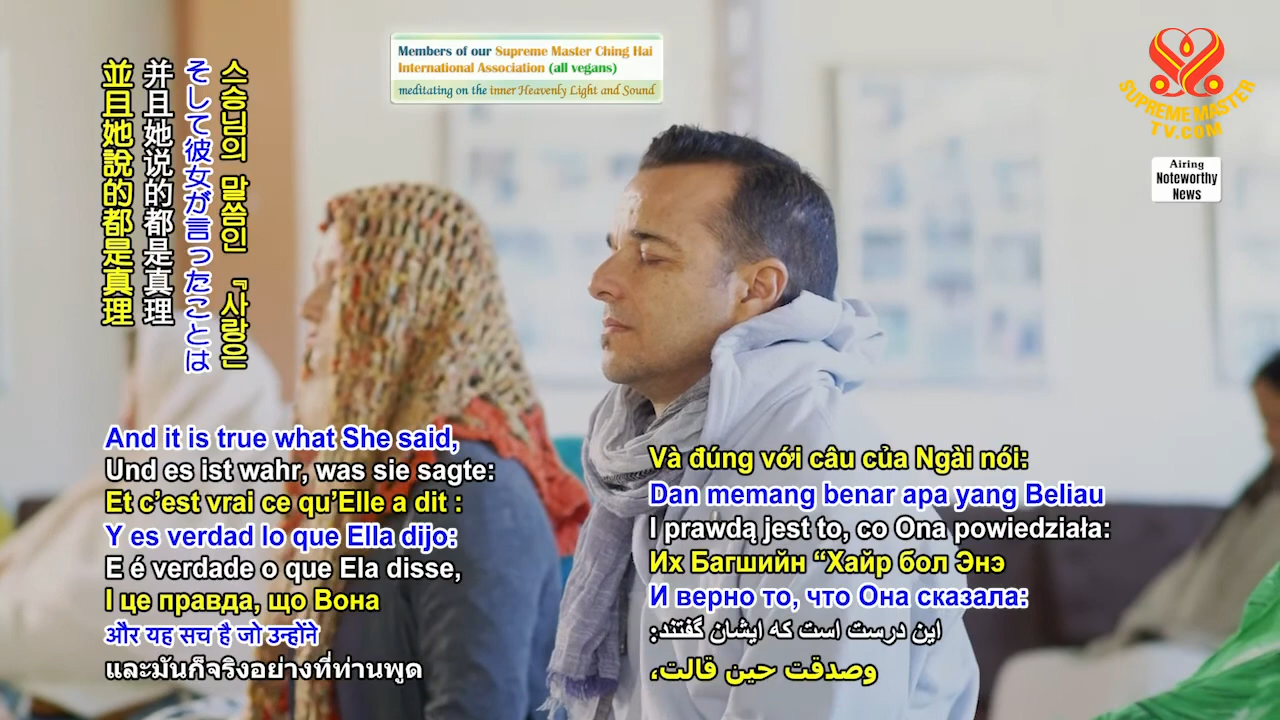 Members of our Supreme Master Ching Hai
International Association (all vegans)
meditating on the inner Heavenly Light and Sound
SUPREME MASTER
TV.COM
Airing
Noteworthy
News
並且她說的都是真理
并且她说的都是真理
そして彼女が言ったことは
스승님의 말씀인 『사랑은
And it is true what She said,
Und es ist wahr, was sie sagte:
Et c’est vrai ce qu’Elle a dit :
Y es verdad lo que Ella dijo:
E é verdade o que Ela disse,
І це правда, що Вона
और यह सच है जो उन्होंने
และมันก็จริงอย่างที่ท่านพูด
Và đúng với câu của Ngài nói:
Dan memang benar apa yang Beliau
I prawdą jest to, co Ona powiedziała:
Их Багшийн “Хайр бол Энэ
И верно то, что Она сказала:
این درست است که ایشان گفتند:
وصدقت حين قالت،